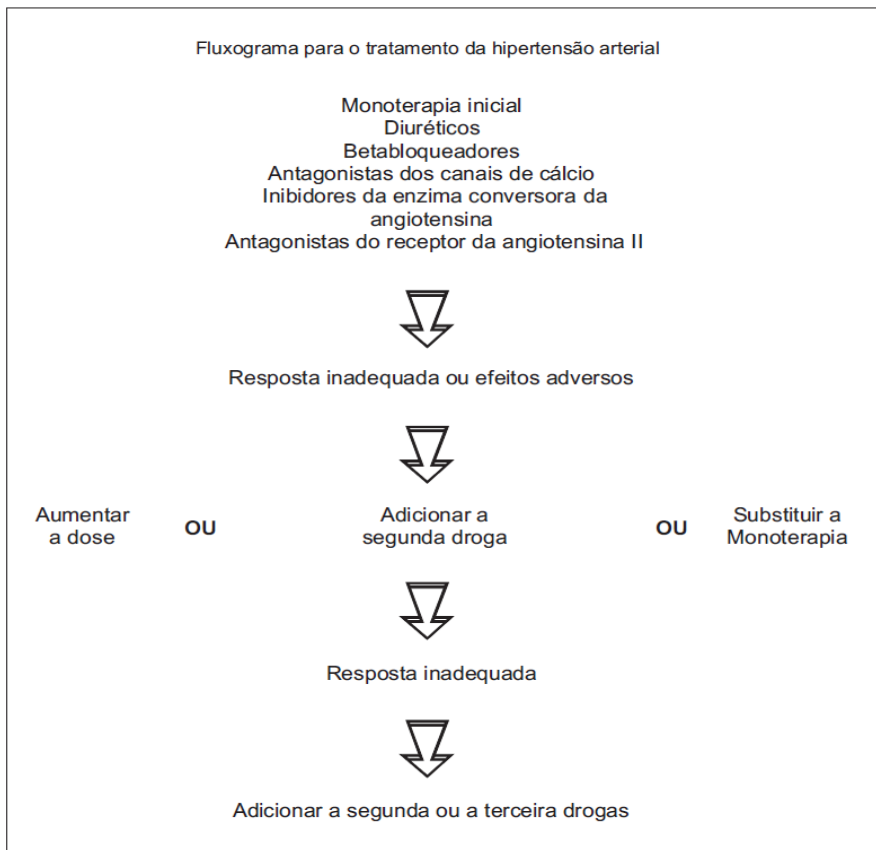 Fluxograma para o tratamento da hipertensão arterial
Monoterapia inicial
Diuréticos
Betabloqueadores
Antagonistas dos canais de cálcio
Inibidores da enzima conversora da
angiotensina
Antagonistas do receptor da angiotensina II
Resposta inadequada ou efeitos adversos
Aumentar
a dose
OU
Adicionar a
segunda droga
OU
Substituir a
Monoterapia
Resposta inadequada
Adicionar a segunda ou a terceira drogas